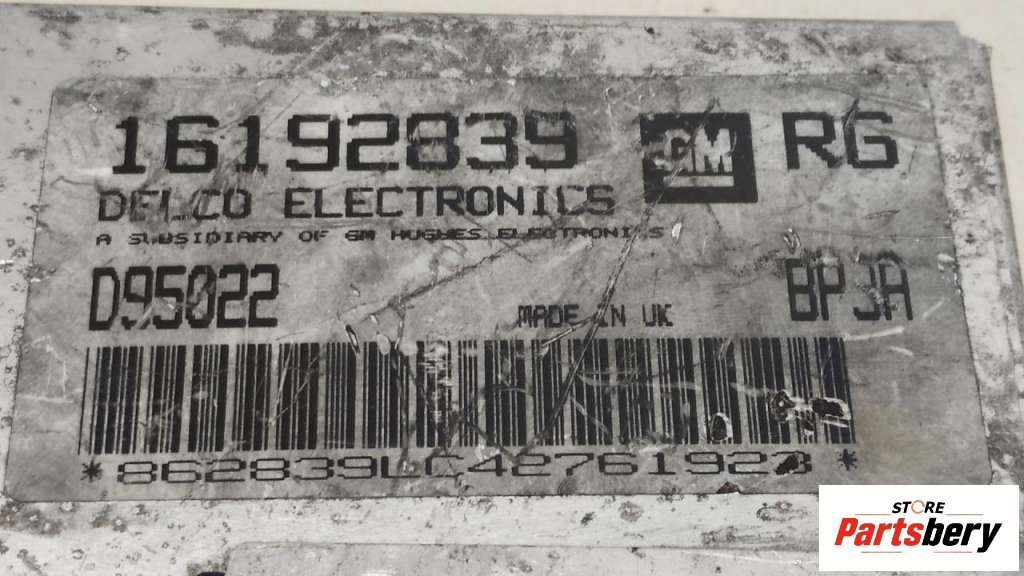 16192839 GM RG
DELCO ELECTRONICS
A SUBSIDIARY OF GM HUGHES ELECTRONICS
D95022 MADE IN UK BPJA
*862839LC42761923*
STORE
Partsbery